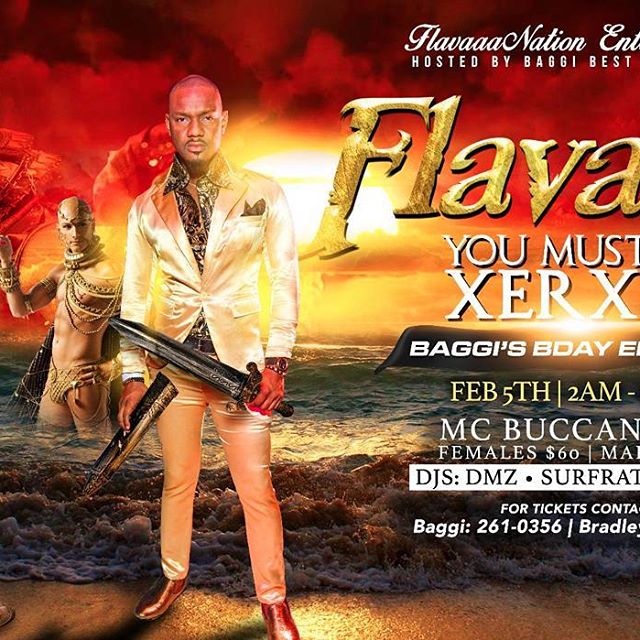 FlavaaaNation Ent
HOSTED BY BAGGI BEST
Flava
YOU MUST
XERX
BAGGI'S BDAY E
FEB 5TH | 2AM -
MC BUCCAN
FEMALES $60 | MA
DJS: DMZ • SURFRAT
FOR TICKETS CONTA
Baggi: 261-0356 | Bradley